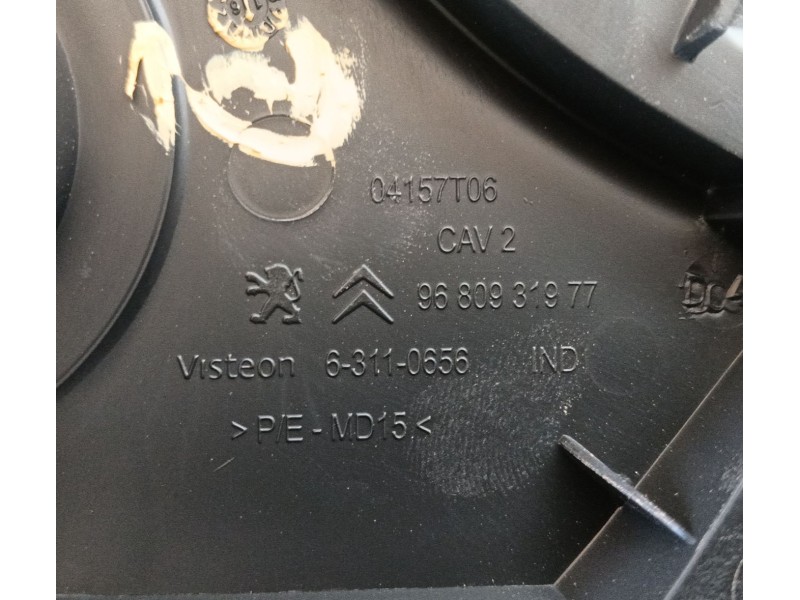 04157T06
CAV 2
96 809 319 77
Visteon 6-311-0656 IND
>P/E - MD15<